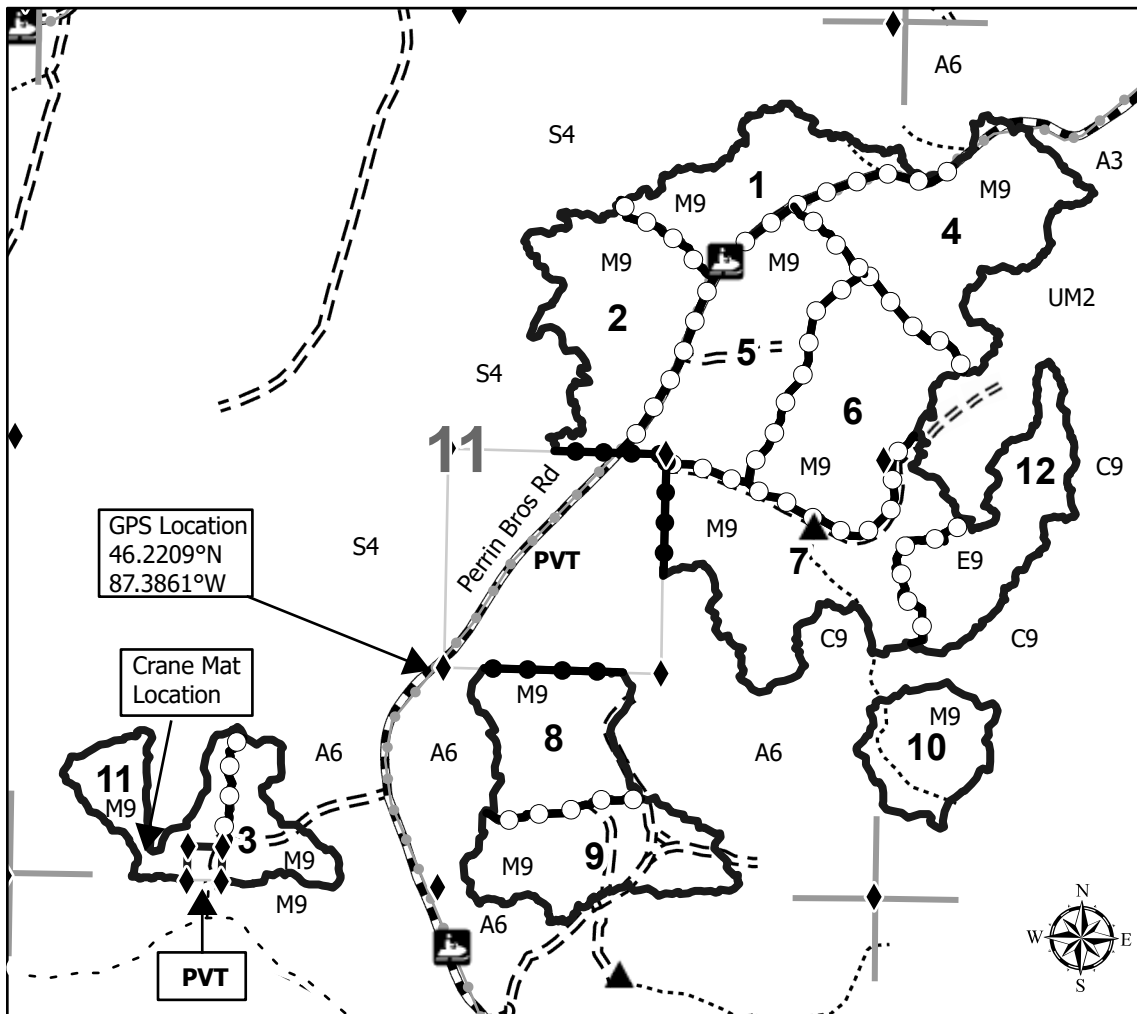 A6
S4
A3
1
M9
M9
4
M9
M9
2
UM2
5
S4
6
11
M9
12
C9
GPS Location
46.2209°N
87.3861°W
S4
Perrin Bros Rd
M9
PVT
7
E9
C9
C9
Crane Mat
Location
M9
8
M9
10
A6
A6
A6
11
M9
3
M9
9
M9
M9
A6
PVT
N
W
E
S